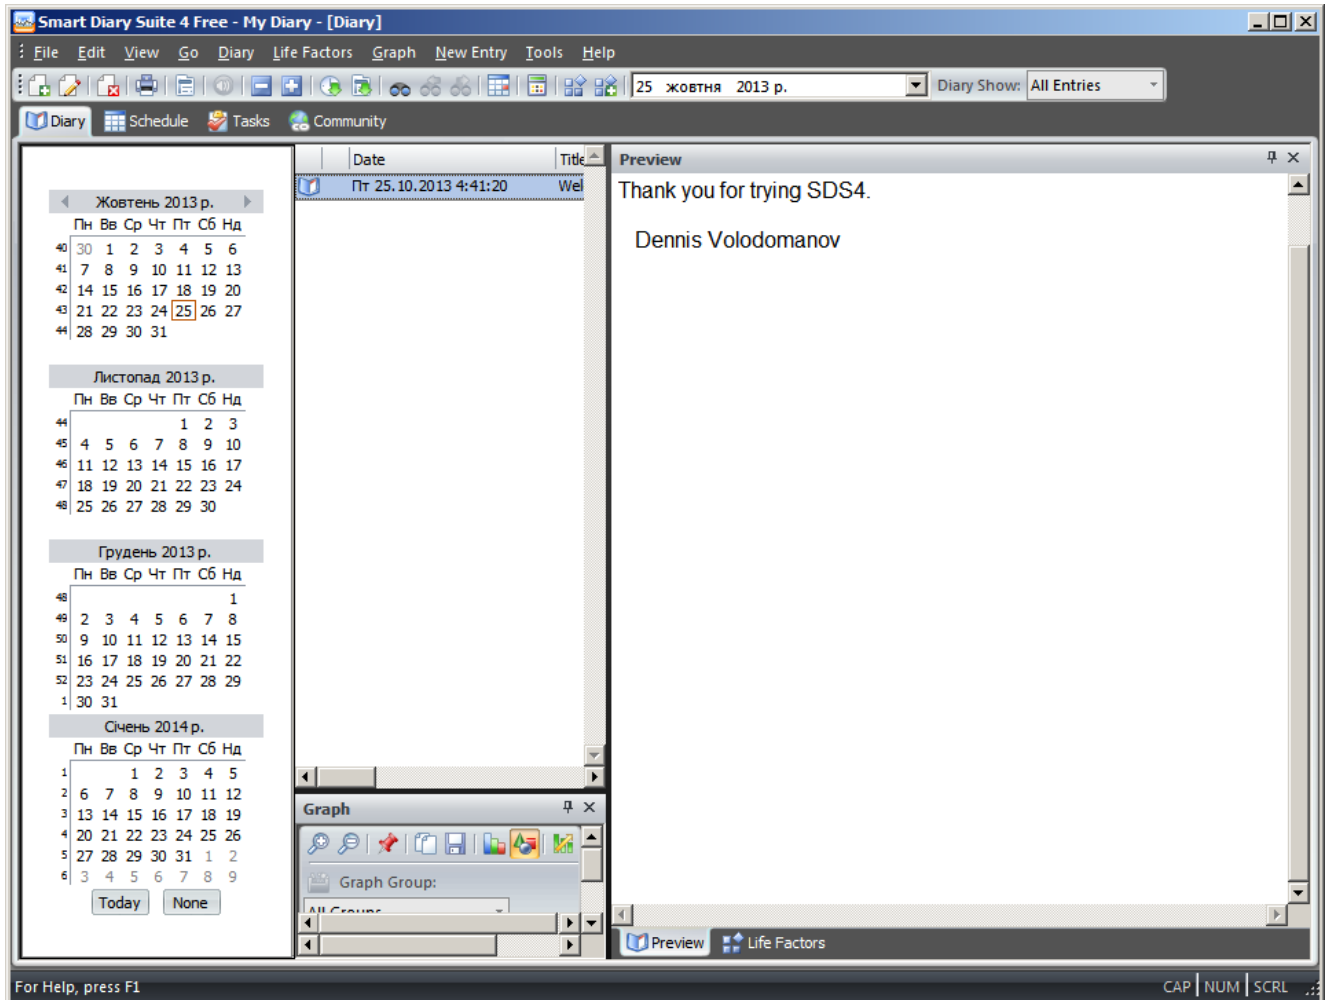 Smart Diary Suite 4 Free - My Diary - [Diary]
File Edit View Go Diary Life Factors Graph New Entry Tools Help
25 жовтня 2013 р. Diary Show: All Entries
Diary Schedule Tasks Community
Жовтень 2013 р.
Пн Вв Ср Чт Пт Сб Нд
40 30 1 2 3 4 5 6
41 7 8 9 10 11 12 13
42 14 15 16 17 18 19 20
43 21 22 23 24 25 26 27
44 28 29 30 31
Листопад 2013 р.
Пн Вв Ср Чт Пт Сб Нд
44 1 2 3
45 4 5 6 7 8 9 10
46 11 12 13 14 15 16 17
47 18 19 20 21 22 23 24
48 25 26 27 28 29 30
Грудень 2013 р.
Пн Вв Ср Чт Пт Сб Нд
48 1
49 2 3 4 5 6 7 8
50 9 10 11 12 13 14 15
51 16 17 18 19 20 21 22
52 23 24 25 26 27 28 29
1 30 31
Січень 2014 р.
Пн Вв Ср Чт Пт Сб Нд
1 1 2 3 4 5
2 6 7 8 9 10 11 12
3 13 14 15 16 17 18 19
4 20 21 22 23 24 25 26
5 27 28 29 30 31 1 2
6 3 4 5 6 7 8 9
Today None
Date Title
Пт 25.10.2013 4:41:20 Wel
Graph
Graph Group:
All Groups
Preview
Thank you for trying SDS4.
Dennis Volodomanov
Preview Life Factors
For Help, press F1 CAP NUM SCRL